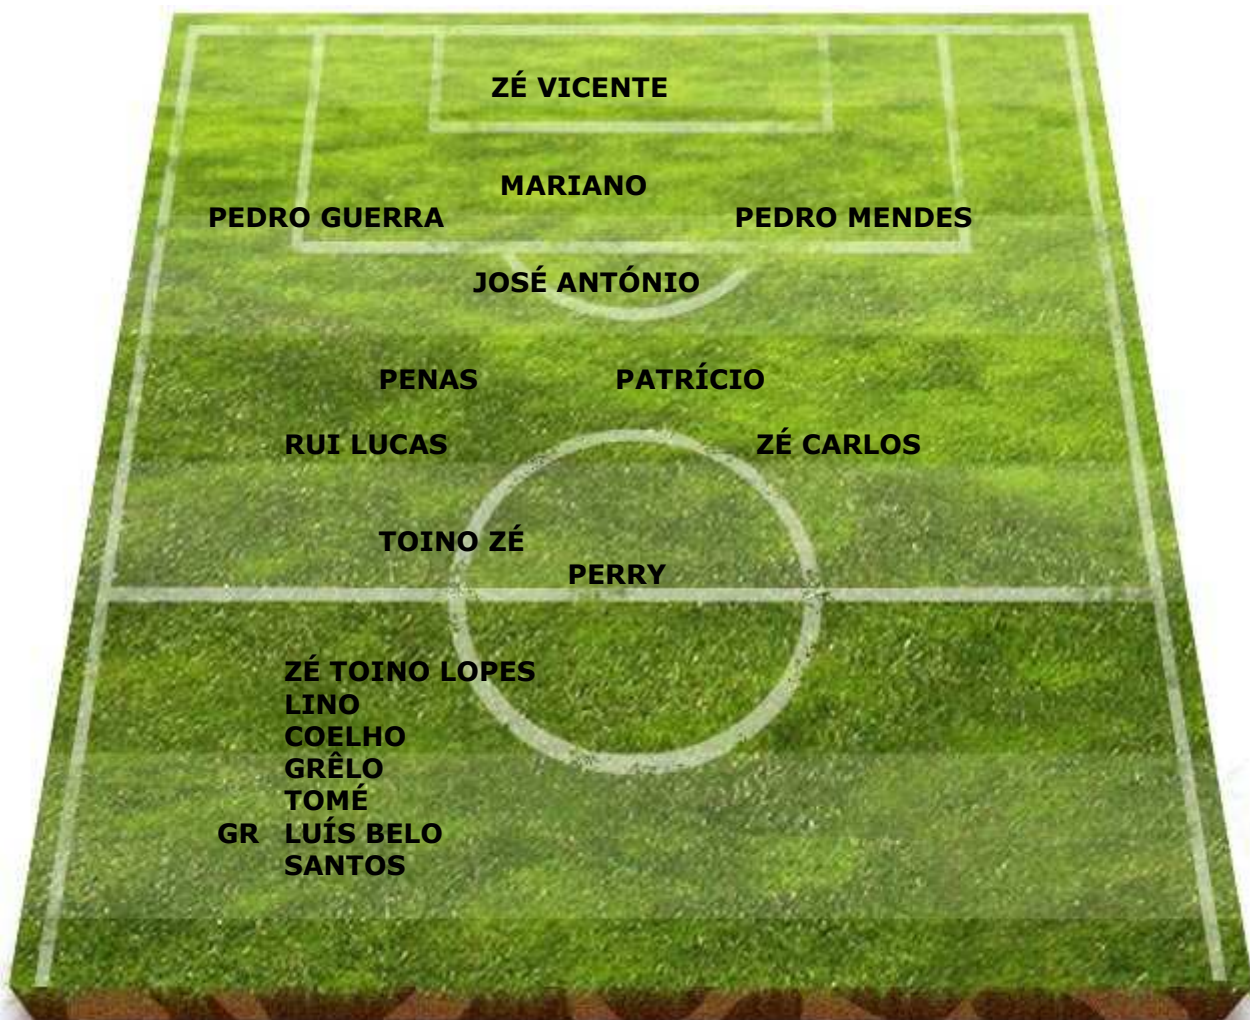 ZÉ VICENTE
MARIANO
PEDRO GUERRA PEDRO MENDES
JOSÉ ANTÓNIO
PENAS PATRÍCIO
RUI LUCAS ZÉ CARLOS
TOINO ZÉ
PERRY
ZÉ TOINO LOPES
LINO
COELHO
GRÊLO
TOMÉ
GR LUÍS BELO
SANTOS